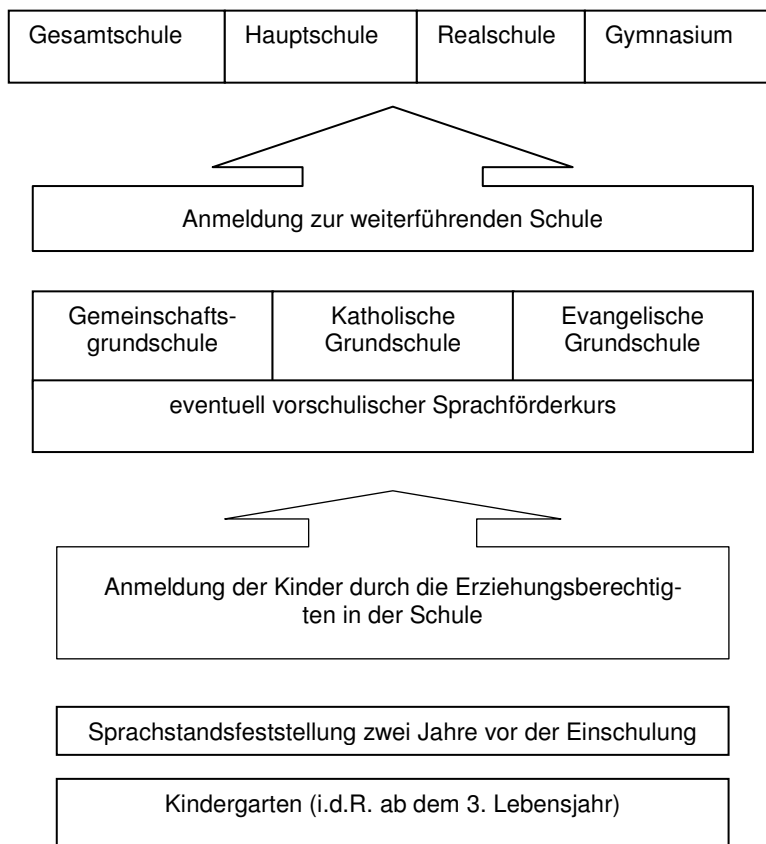 Gesamtschule Hauptschule Realschule Gymnasium
Anmeldung zur weiterführenden Schule
Gemeinschafts-
grundschule
Katholische
Grundschule
Evangelische
Grundschule
eventuell vorschulischer Sprachförderkurs
Anmeldung der Kinder durch die Erziehungsberechtig-
ten in der Schule
Sprachstandsfeststellung zwei Jahre vor der Einschulung
Kindergarten (i.d.R. ab dem 3. Lebensjahr)